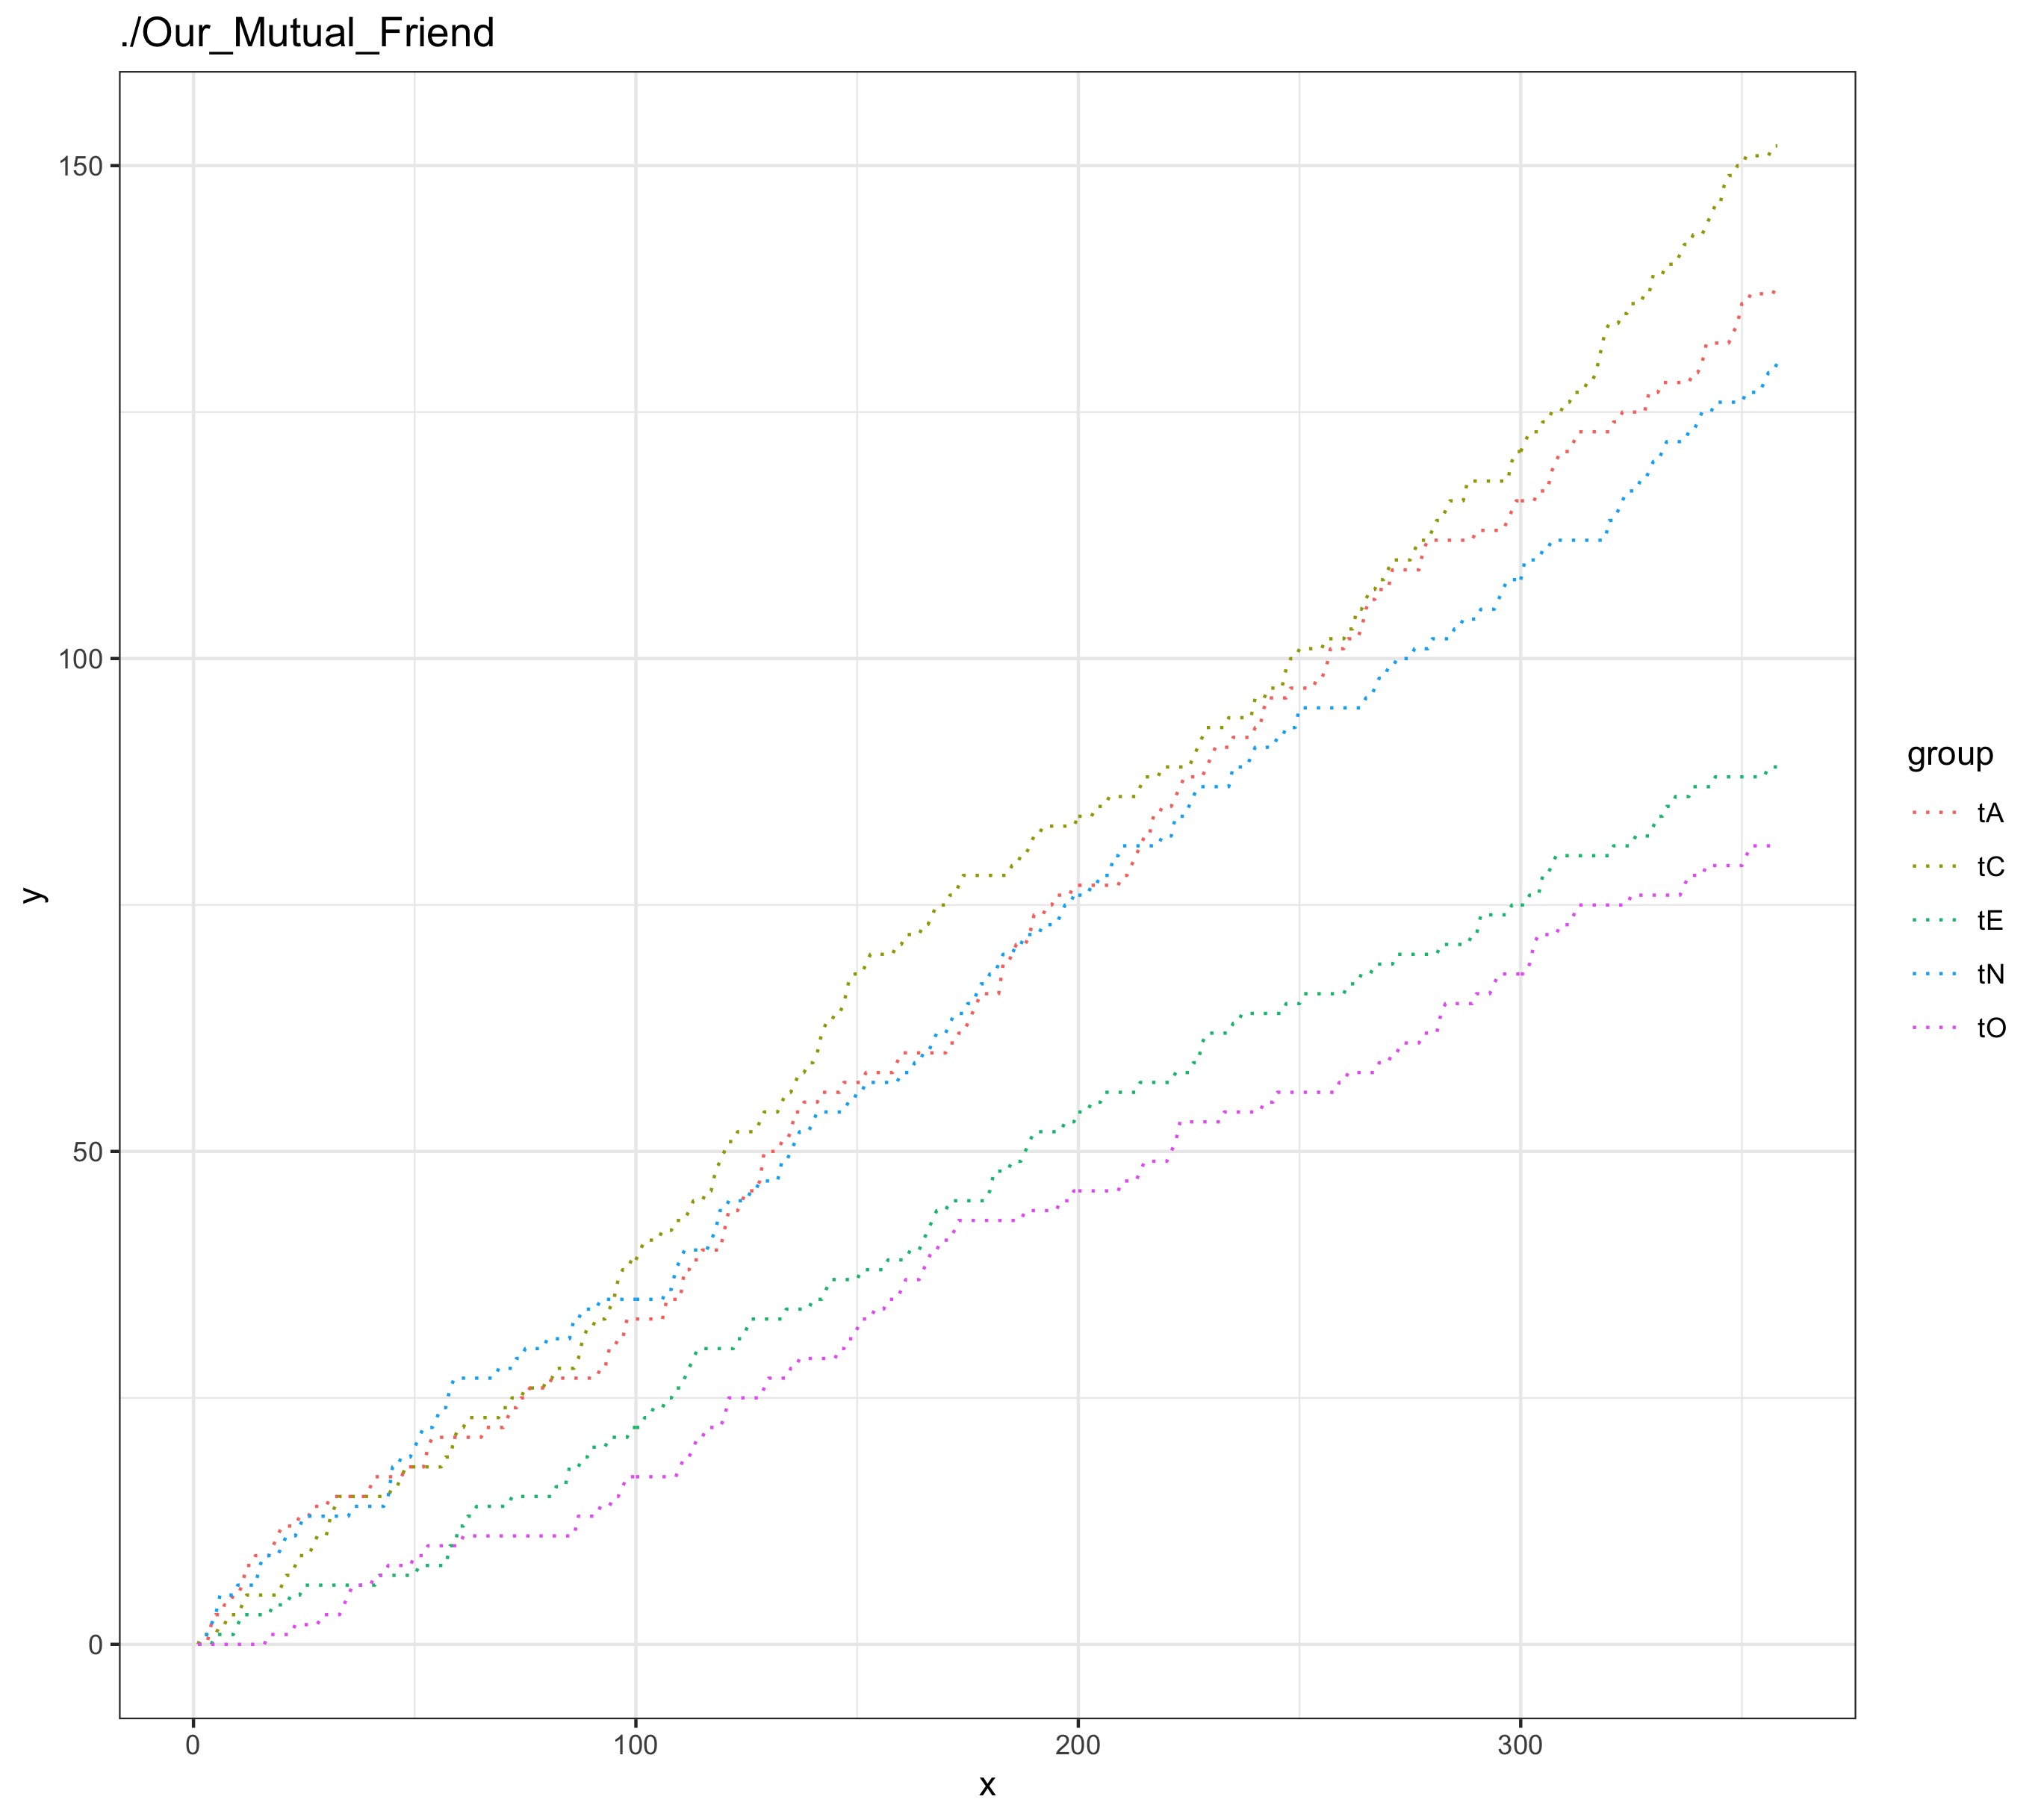 ./Our_Mutual_Friend
150
100
50
0
y
0 100 200 300
x
group
tA
tC
tE
tN
tO